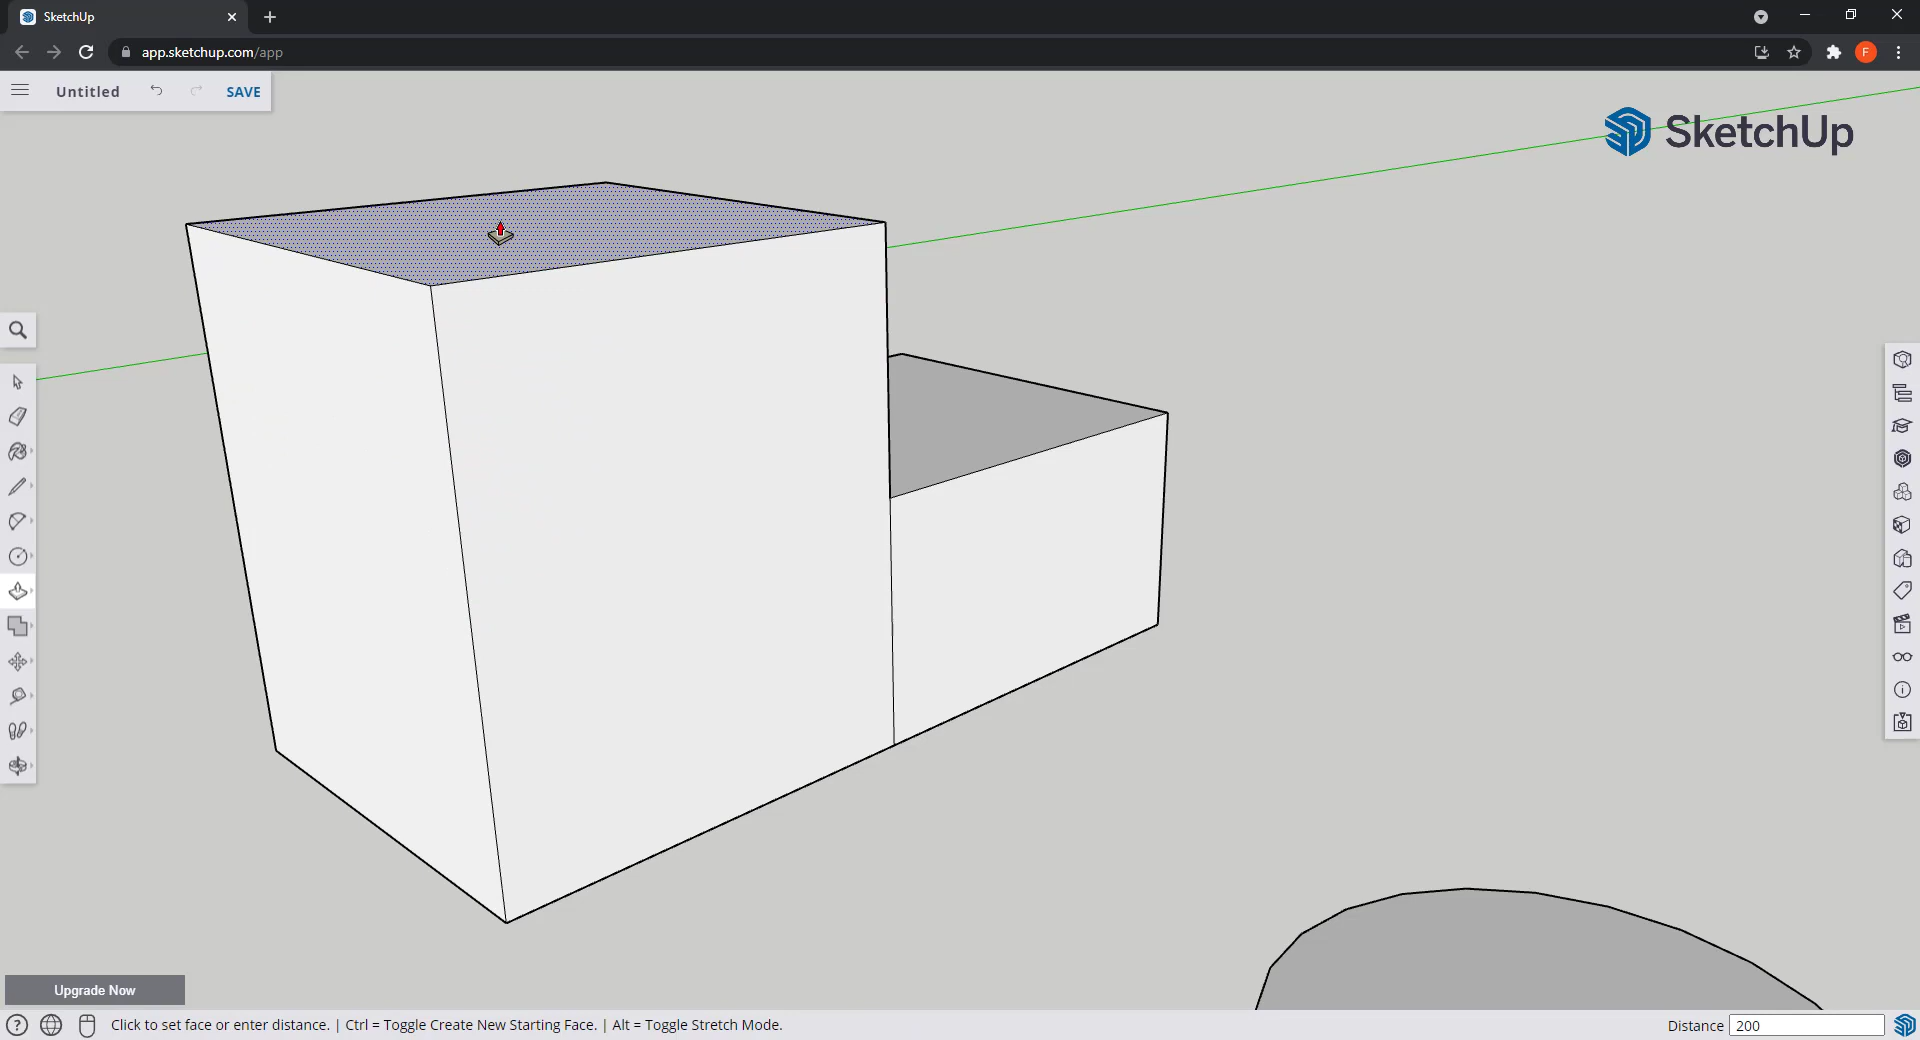 SketchUp
app.sketchup.com/app
F
Untitled
SAVE
SketchUp
Upgrade Now
Click to set face or enter distance. | Ctrl = Toggle Create New Starting Face. | Alt = Toggle Stretch Mode.
Distance 200